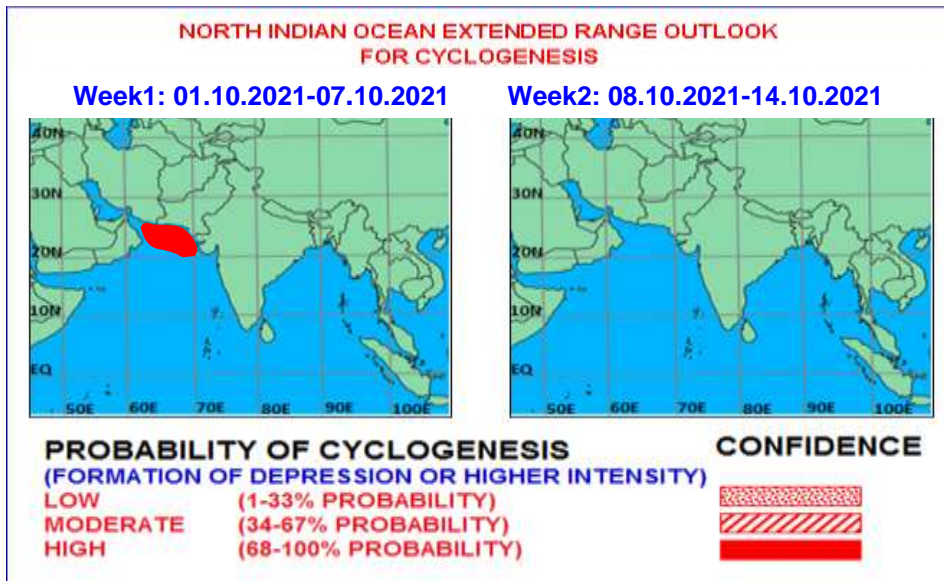 NORTH INDIAN OCEAN EXTENDED RANGE OUTLOOK
FOR CYCLOGENESIS
Week1: 01.10.2021-07.10.2021
40N
30N
20N
10N
EQ
50E 60E 70E 80E 90E 100E
Week2: 08.10.2021-14.10.2021
40N
30N
20N
10N
EQ
50E 60E 70E 80E 90E 100E
PROBABILITY OF CYCLOGENESIS CONFIDENCE
(FORMATION OF DEPRESSION OR HIGHER INTENSITY)
LOW (1-33% PROBABILITY)
MODERATE (34-67% PROBABILITY)
HIGH (68-100% PROBABILITY)